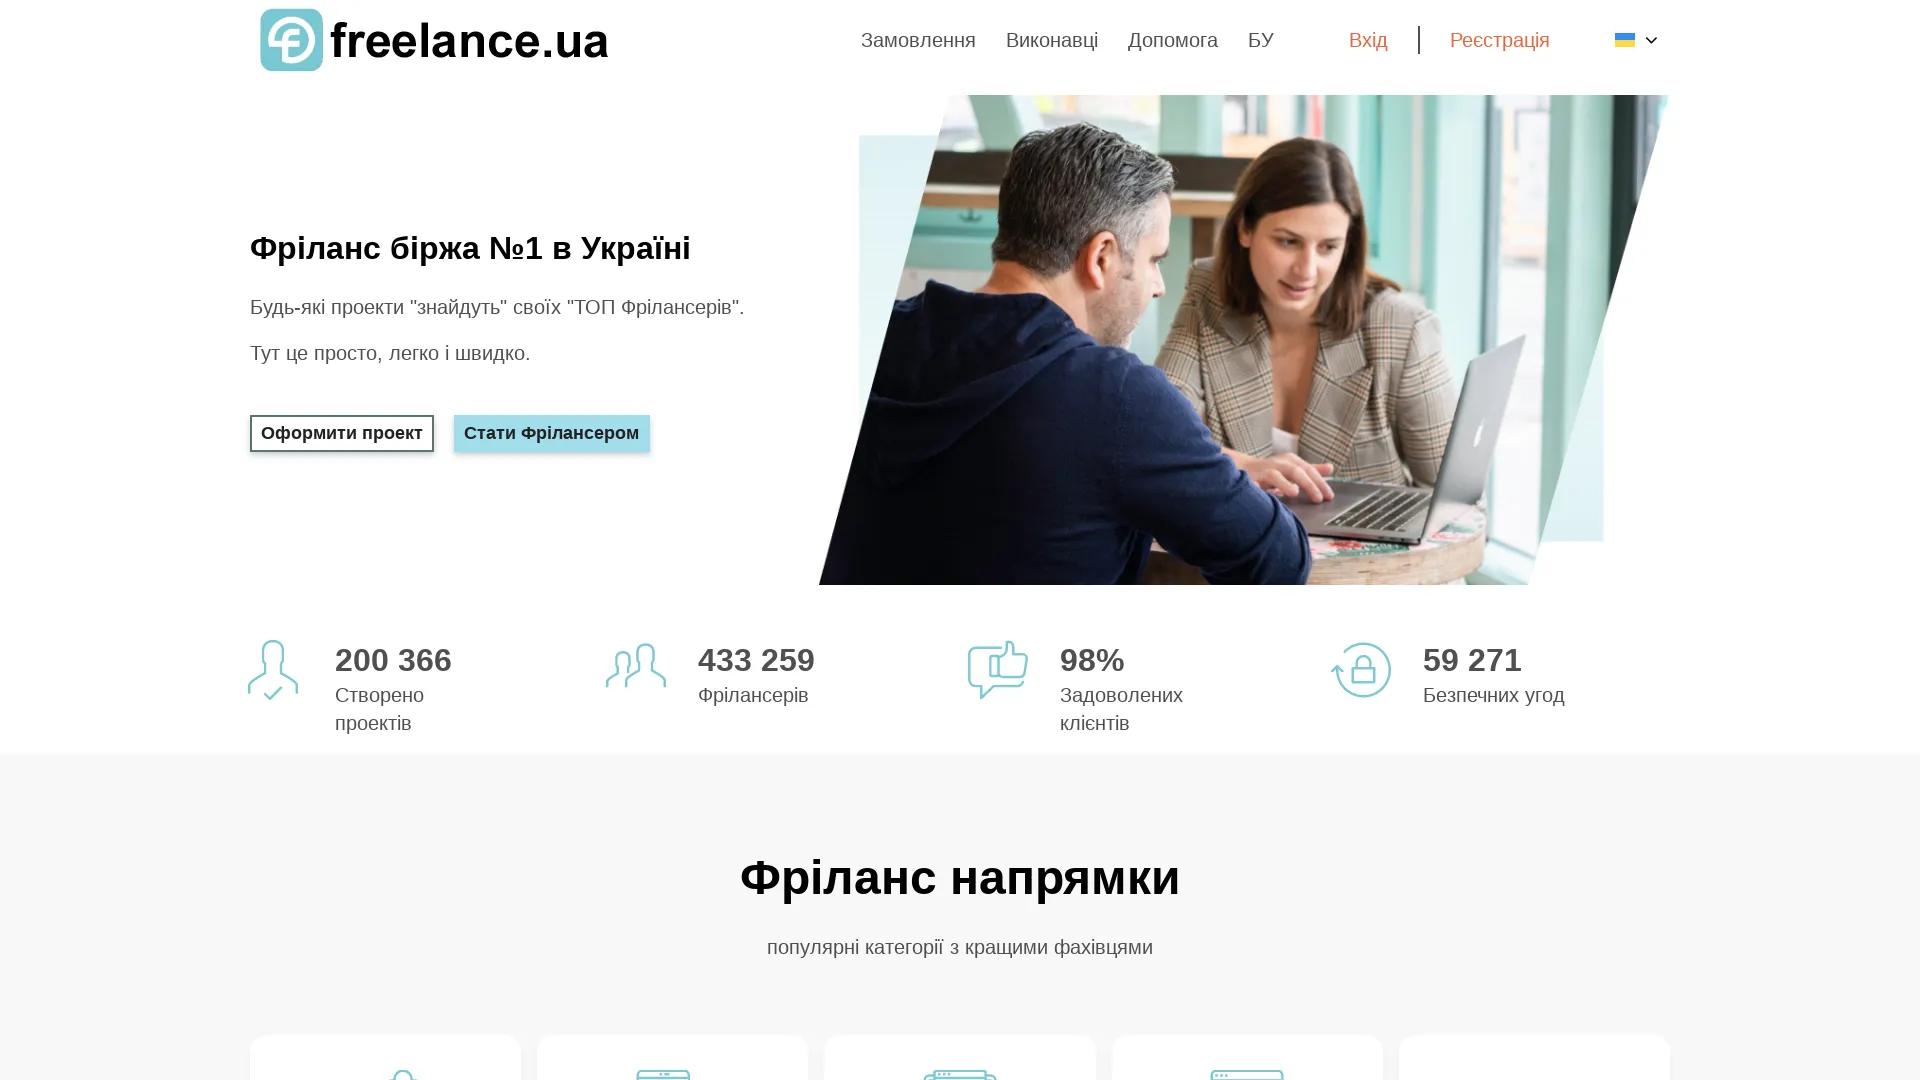 freelance.ua
Замовлення
Виконавці
Допомога
БУ
Вхід
Реєстрація
Фріланс біржа №1 в Україні
Будь-які проекти "знайдуть" своїх "ТОП Фрілансерів".
Тут це просто, легко і швидко.
Оформити проект
Стати Фрілансером
200 366
Створено
проектів
433 259
Фрілансерів
98%
Задоволених
клієнтів
59 271
Безпечних угод
Фріланс напрямки
популярні категорії з кращими фахівцями